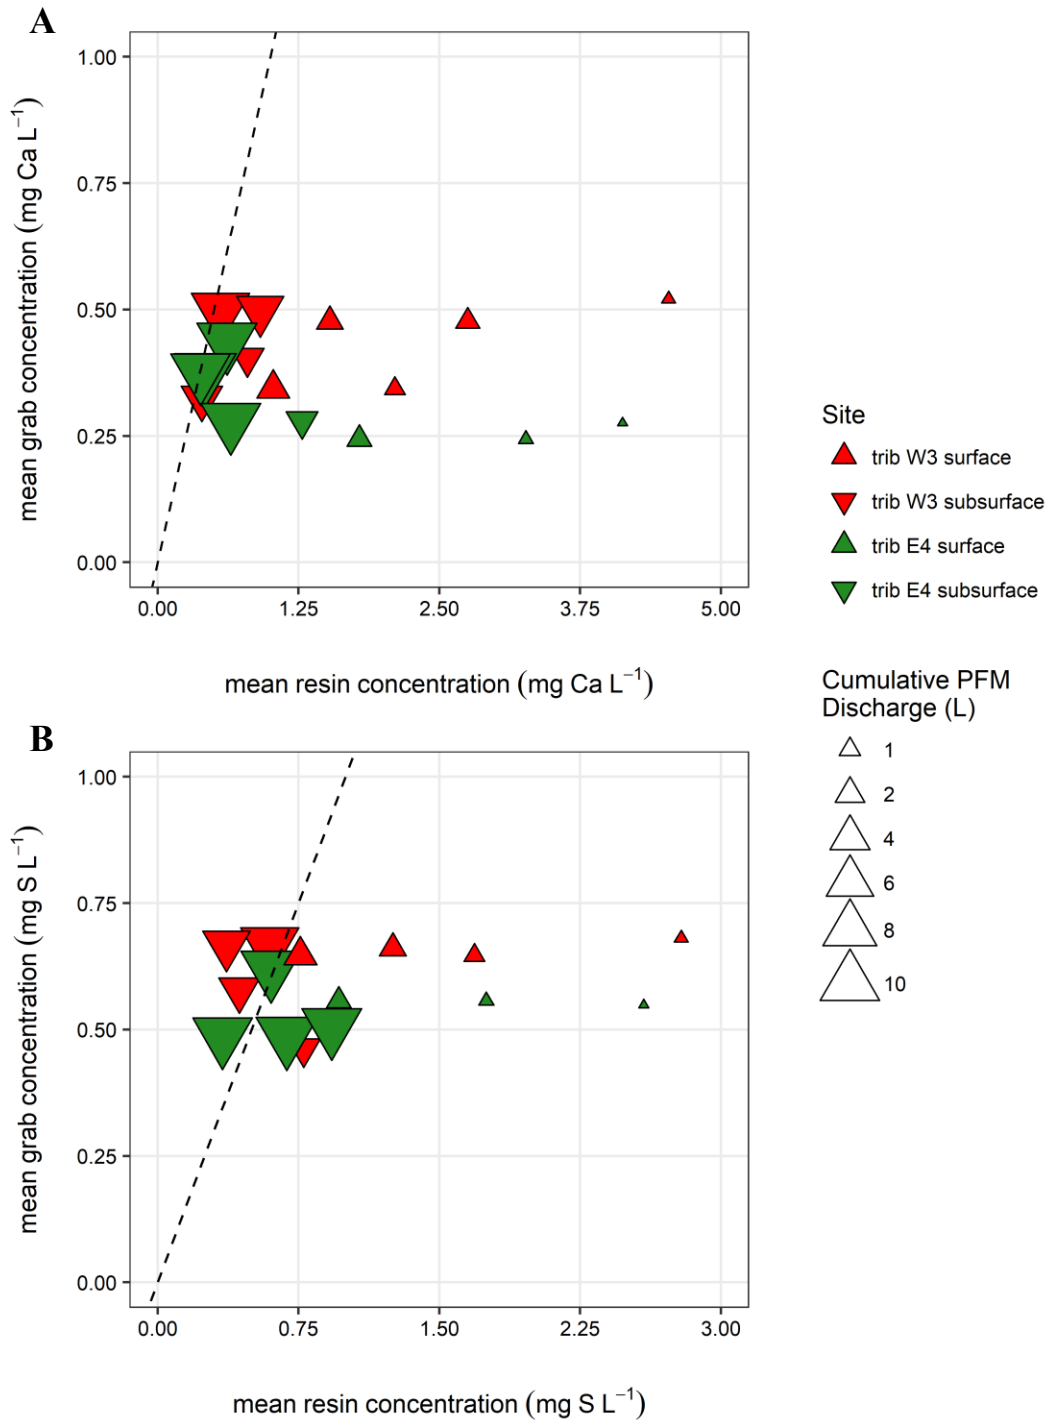 A
1.00
0.75
0.50
0.25
0.00
mean grab concentration (mg Ca L⁻¹)
0.00 1.25 2.50 3.75 5.00
mean resin concentration (mg Ca L⁻¹)
B
1.00
0.75
0.50
0.25
0.00
mean grab concentration (mg S L⁻¹)
0.00 0.75 1.50 2.25 3.00
mean resin concentration (mg S L⁻¹)
Site
trib W3 surface
trib W3 subsurface
trib E4 surface
trib E4 subsurface
Cumulative PFM
Discharge (L)
1
2
4
6
8
10